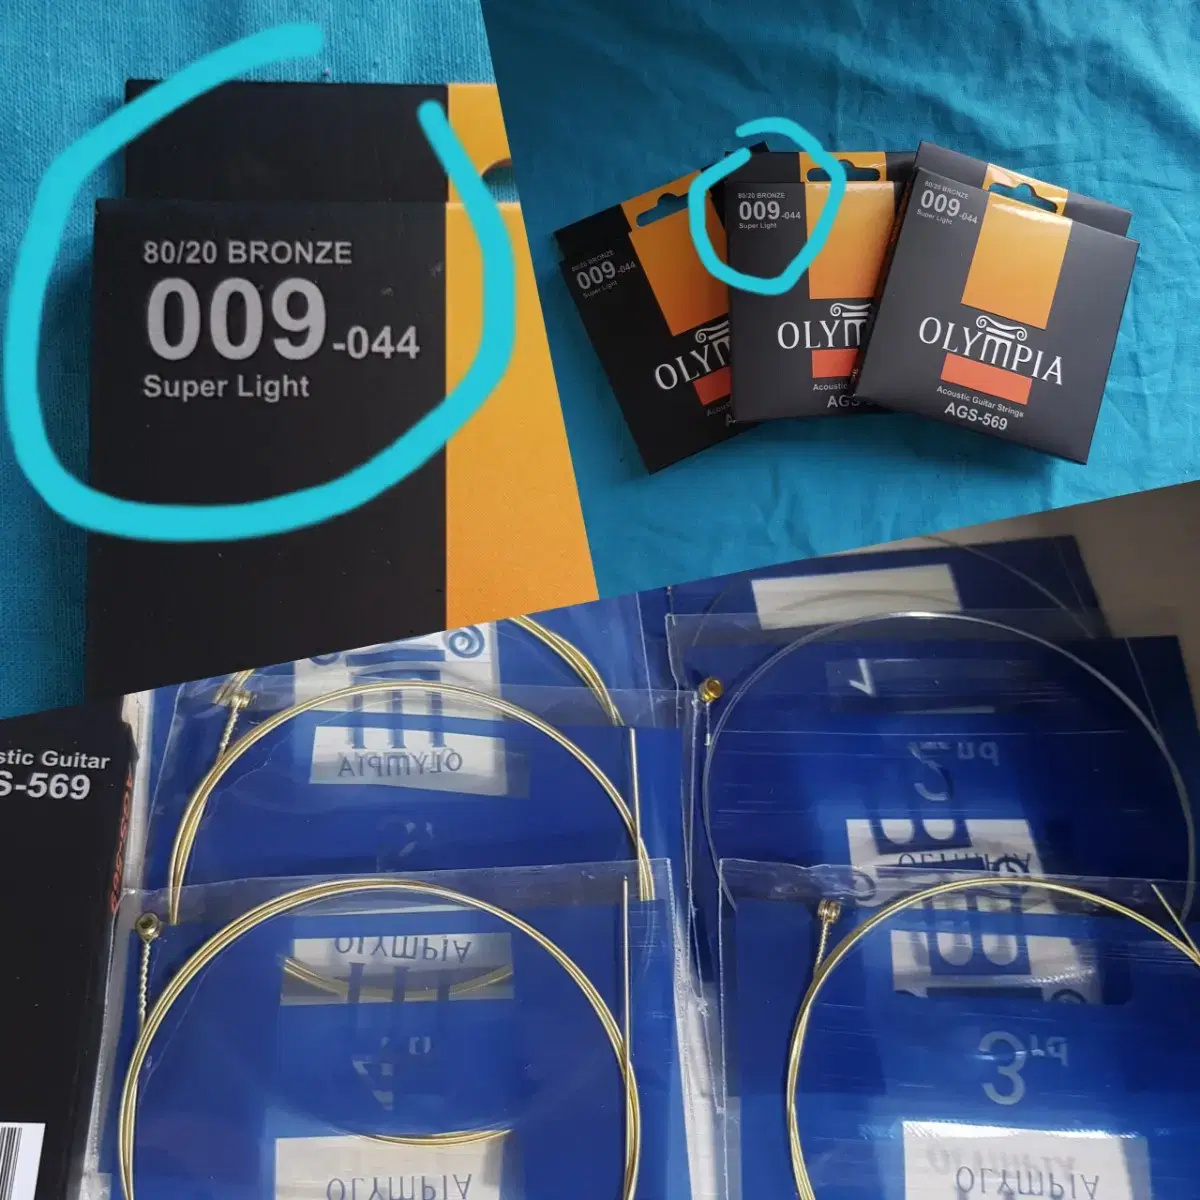 80/20 BRONZE
009-044
Super Light
80/20 BRONZE
009-044
Super Light
80/20 BRONZE
009-044
Super Light
80/20 BRONZE
009-044
Super Light
OLYMPIA
Acoustic Guitar Strings
AGS-569
stic Guitar
S-569
OLYMPIA
2nd
OLYMPIA
OLYMPIA
3rd
OLYMPIA
OLYMPIA